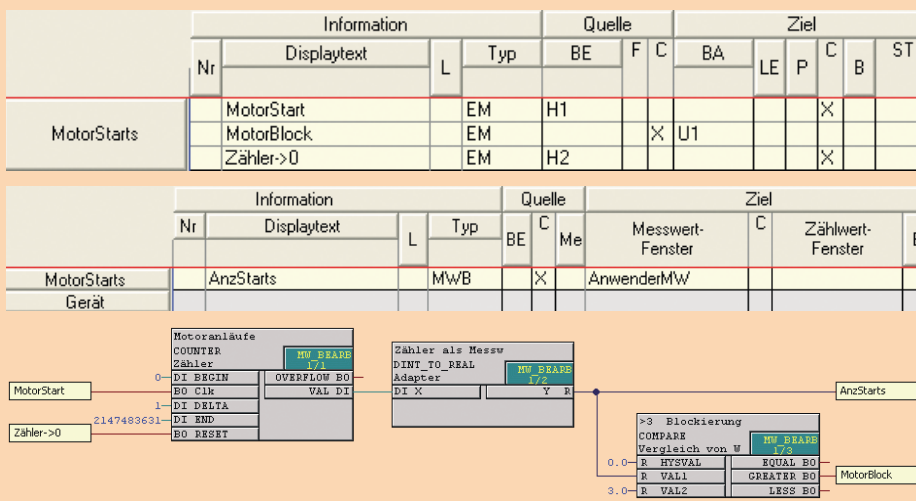 Information Quelle Ziel
Nr Displaytext L Typ BE F C BA LE P C B ST
MotorStarts
MotorStart EM H1 X
MotorBlock EM X U1
Zähler->0 EM H2 X
Information Quelle Ziel
Nr Displaytext L Typ BE C Me Messwert-Fenster C Zählwert-Fenster
MotorStarts AnzStarts MWB X AnwenderMW
Gerät
Motoranläufe
COUNTER
Zähler
MW_BEARB
1/1
0 DI BEGIN OVERFLOW BO
MotorStart BO Clk VAL DI
1 DI DELTA
2147483631 DI END
Zähler->0 BO RESET
Zähler als Messw
DINT_TO_REAL
Adapter
MW_BEARB
1/2
DI X Y R
AnzStarts
>3 Blockierung
COMPARE
Vergleich von W
MW_BEARB
1/3
0.0 R HYSVAL EQUAL BO
R VAL1 GREATER BO MotorBlock
3.0 R VAL2 LESS BO